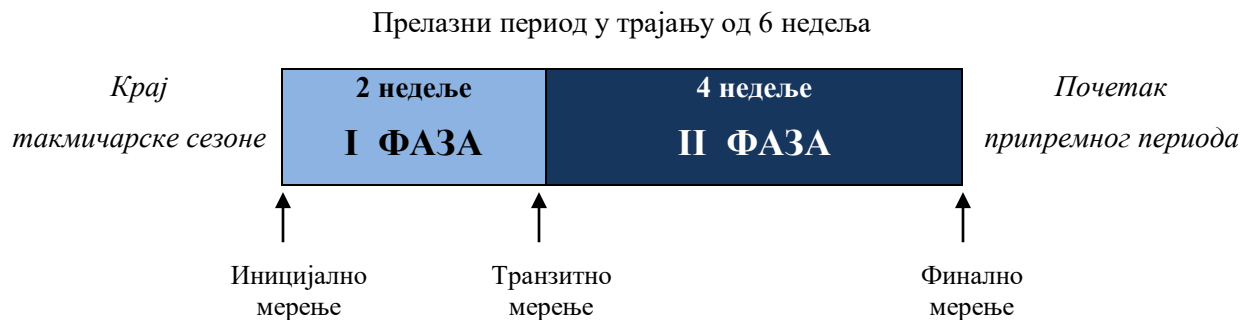 Прелазни период у трајању од 6 недеља
Крај
такмичарске сезоне
2 недеље
I ФАЗА
4 недеље
II ФАЗА
Почетак
припремног периода
Иницијално
мерење
Транзитно
мерење
Финално
мерење